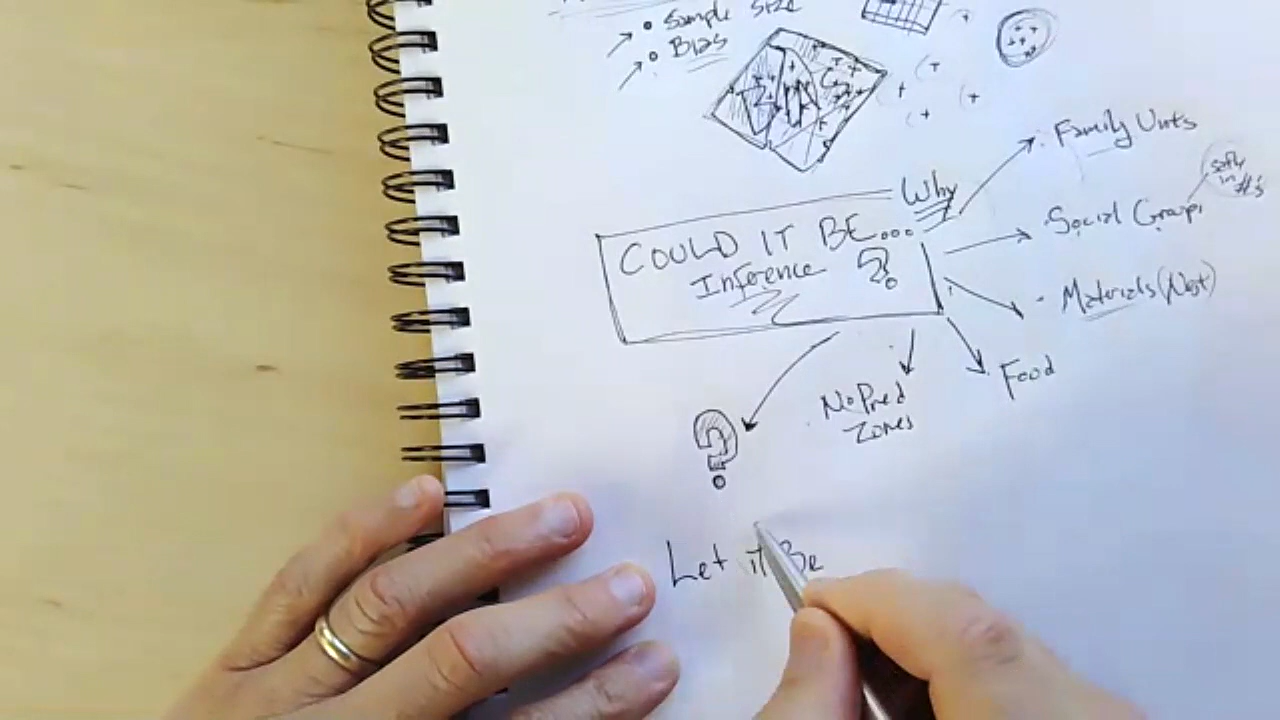 Sample Size
Bias
Why
COULD IT BE...
Inference ?
Family Units
Social Groups
safty
in
#'s
Materials (Nest)
Food
No Pred
Zones
?
Let it Be